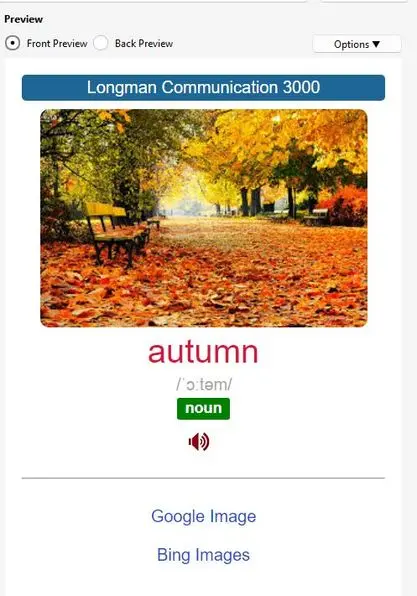 Preview
Front Preview Back Preview Options ▼
Longman Communication 3000
autumn
/ˈɔːtəm/
noun
Google Image
Bing Images